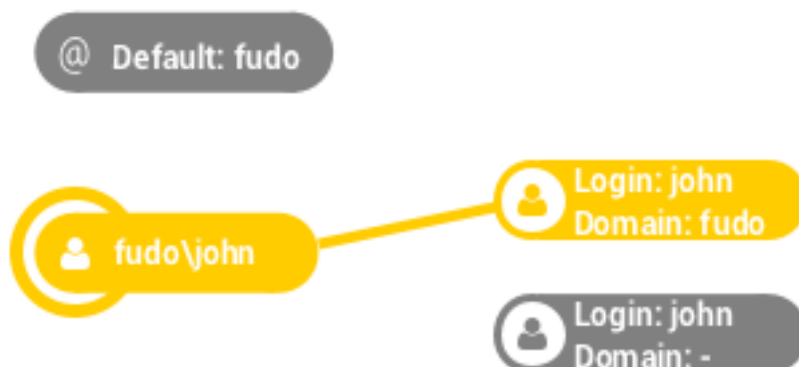 @ Default: fudo
Login: john
Domain: fudo
fudo\john
Login: john
Domain: -